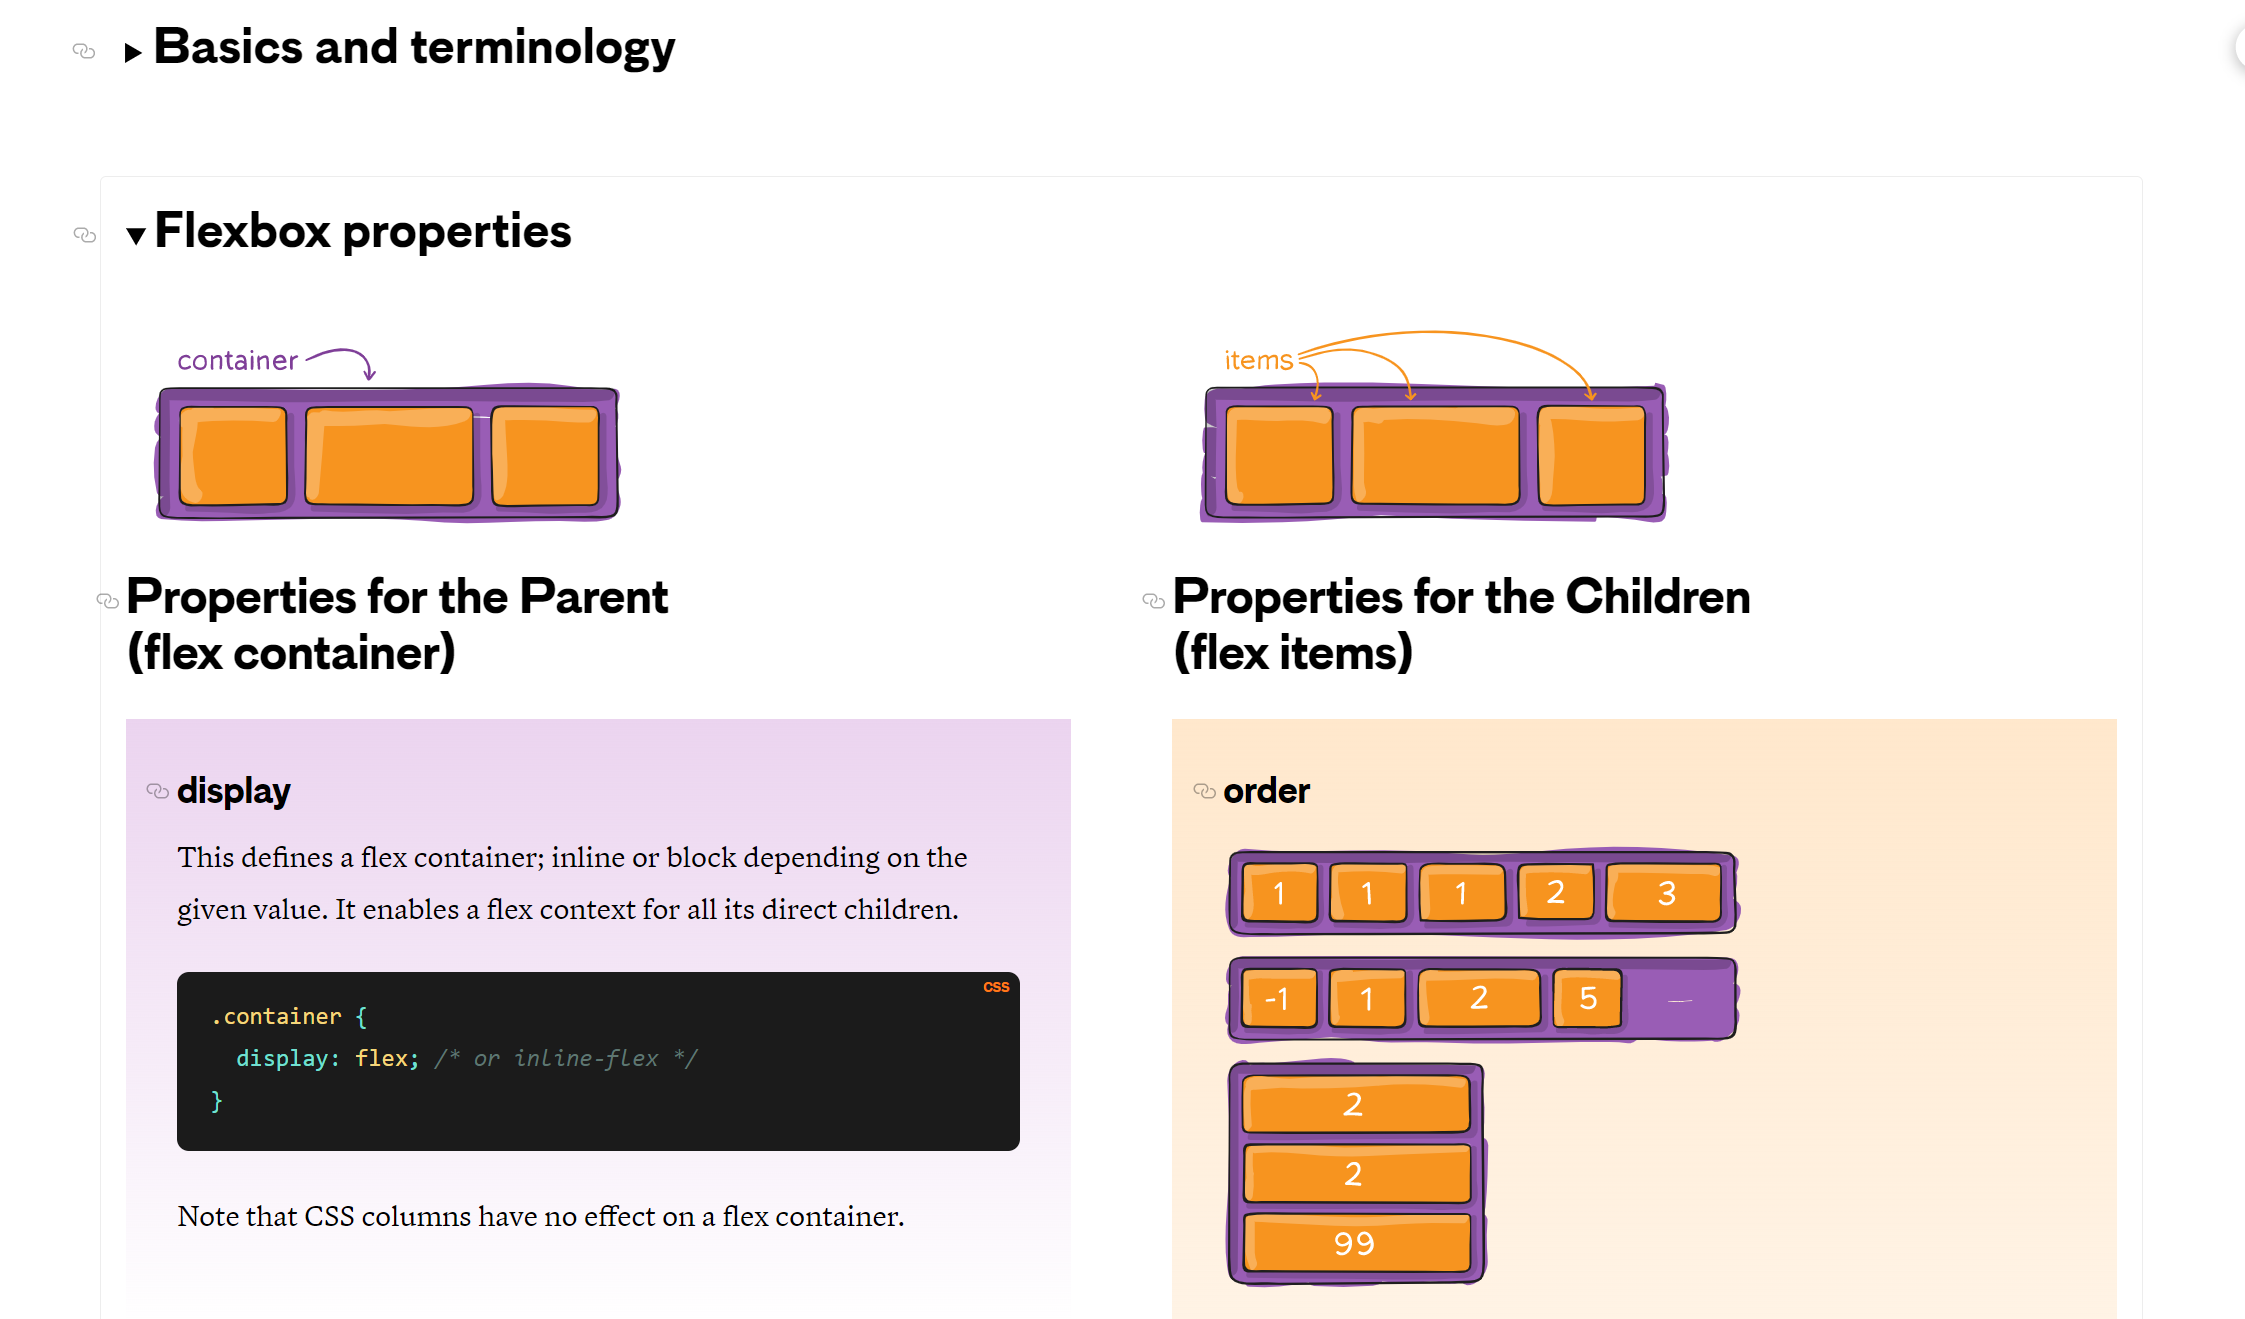 Basics and terminology
Flexbox properties
container
Properties for the Parent
(flex container)
display
This defines a flex container; inline or block depending on the
given value. It enables a flex context for all its direct children.
CSS
.container {
  display: flex; /* or inline-flex */
}
Note that CSS columns have no effect on a flex container.
items
Properties for the Children
(flex items)
order
1 1 1 2 3
-1 1 2 5
2
2
99